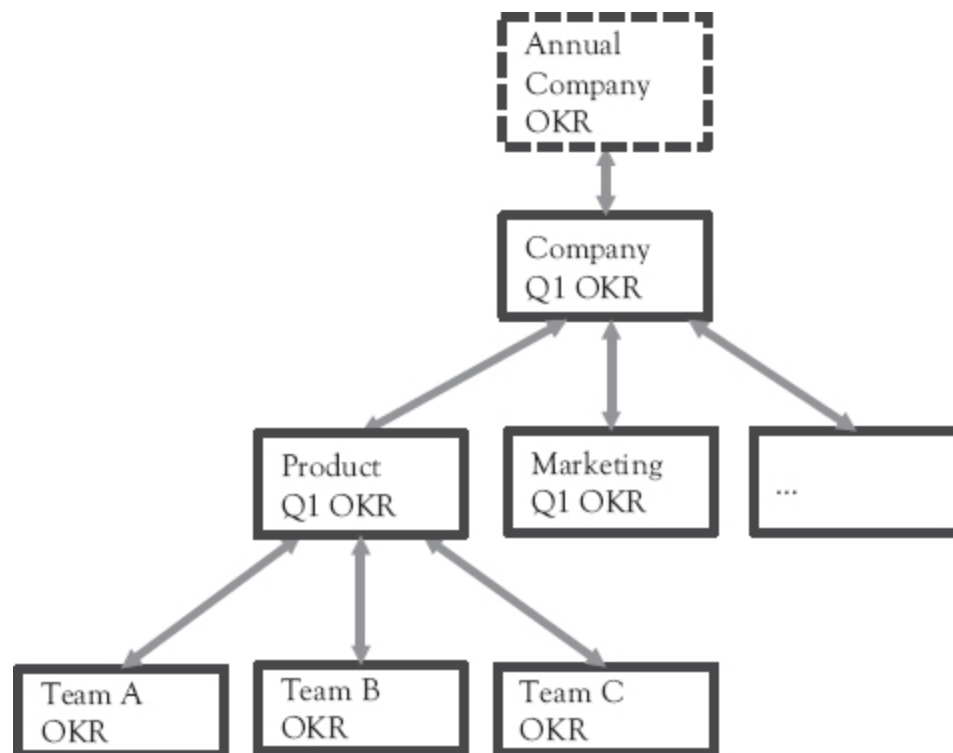 Annual
Company
OKR
Company
Q1 OKR
Product
Q1 OKR
Marketing
Q1 OKR
...
Team A
OKR
Team B
OKR
Team C
OKR